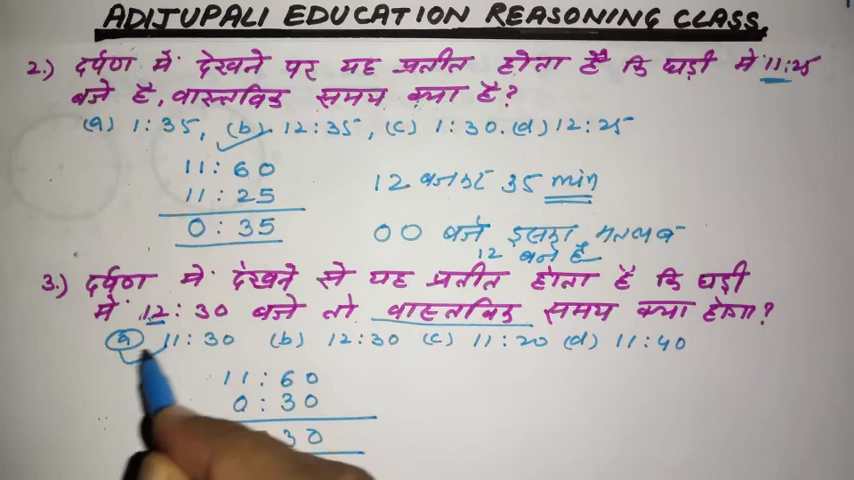 ADIJUPALI EDUCATION REASONING CLASS
2.) दर्पण में देखने पर यह प्रतीत होता है कि घड़ी में 11:25
बजे है, वास्तविक समय क्या है?
(a) 1:35, (b) 12:35, (c) 1:30. (d) 12:25
11:60
11:25
0:35
12 बजकर 35 min
00 बजे इसका मतलब
12 बजे है
3.) दर्पण में देखने से यह प्रतीत होता है कि घड़ी
में 12:30 बजे तो वास्तविक समय क्या होगा?
(a) 11:30 (b) 12:30 (c) 11:20 (d) 11:40
11:60
0:30
30